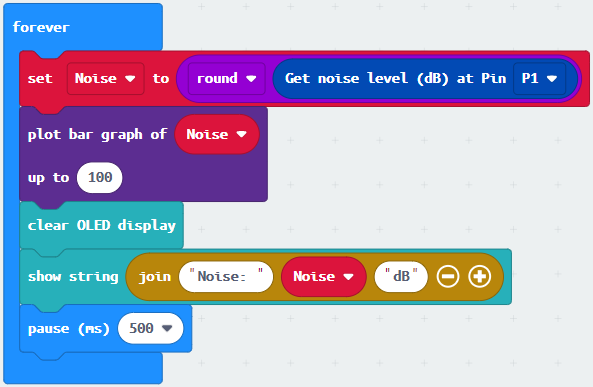 forever
set Noise to round Get noise level (dB) at Pin P1
plot bar graph of Noise
up to 100
clear OLED display
show string join "Noise: " Noise "dB"
pause (ms) 500